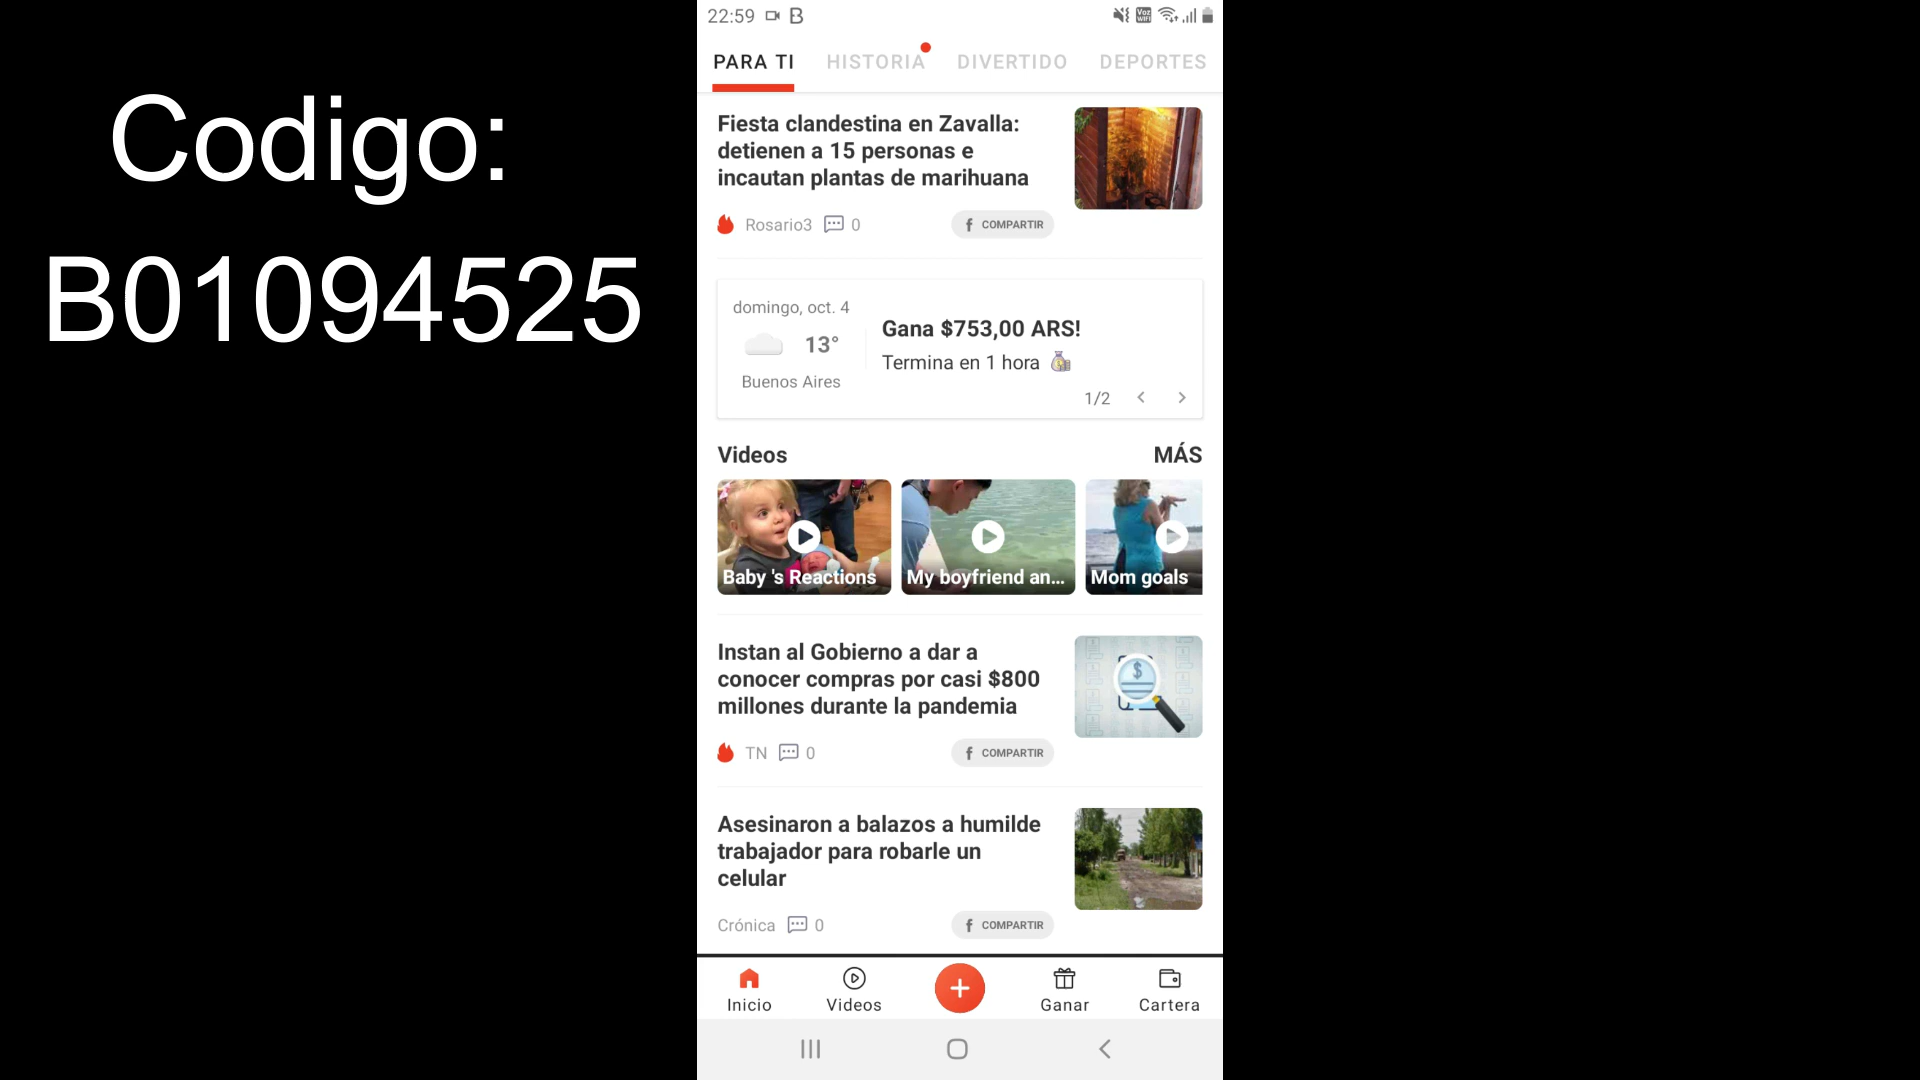 Codigo:
B01094525
22:59
Voz
WiFi
PARA TI HISTORIA DIVERTIDO DEPORTES
Fiesta clandestina en Zavalla:
detienen a 15 personas e
incautan plantas de marihuana
Rosario3 0 f COMPARTIR
domingo, oct. 4
13°
Buenos Aires
Gana $753,00 ARS!
Termina en 1 hora
1/2
Videos MÁS
Baby 's Reactions My boyfriend an... Mom goals
Instan al Gobierno a dar a
conocer compras por casi $800
millones durante la pandemia
TN 0 f COMPARTIR
Asesinaron a balazos a humilde
trabajador para robarle un
celular
Crónica 0 f COMPARTIR
Inicio Videos Ganar Cartera